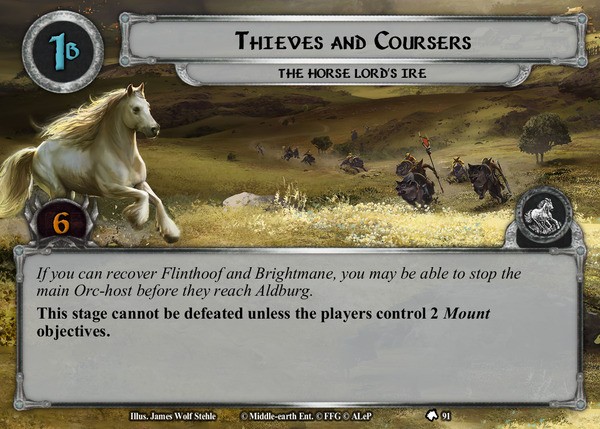 1B
THIEVES AND COURSERS
THE HORSE LORD'S IRE
6
If you can recover Flinthoof and Brightmane, you may be able to stop the
main Orc-host before they reach Aldburg.
This stage cannot be defeated unless the players control 2 Mount
objectives.
Illus. James Wolf Stehle © Middle-earth Ent. © FFG © ALeP 91